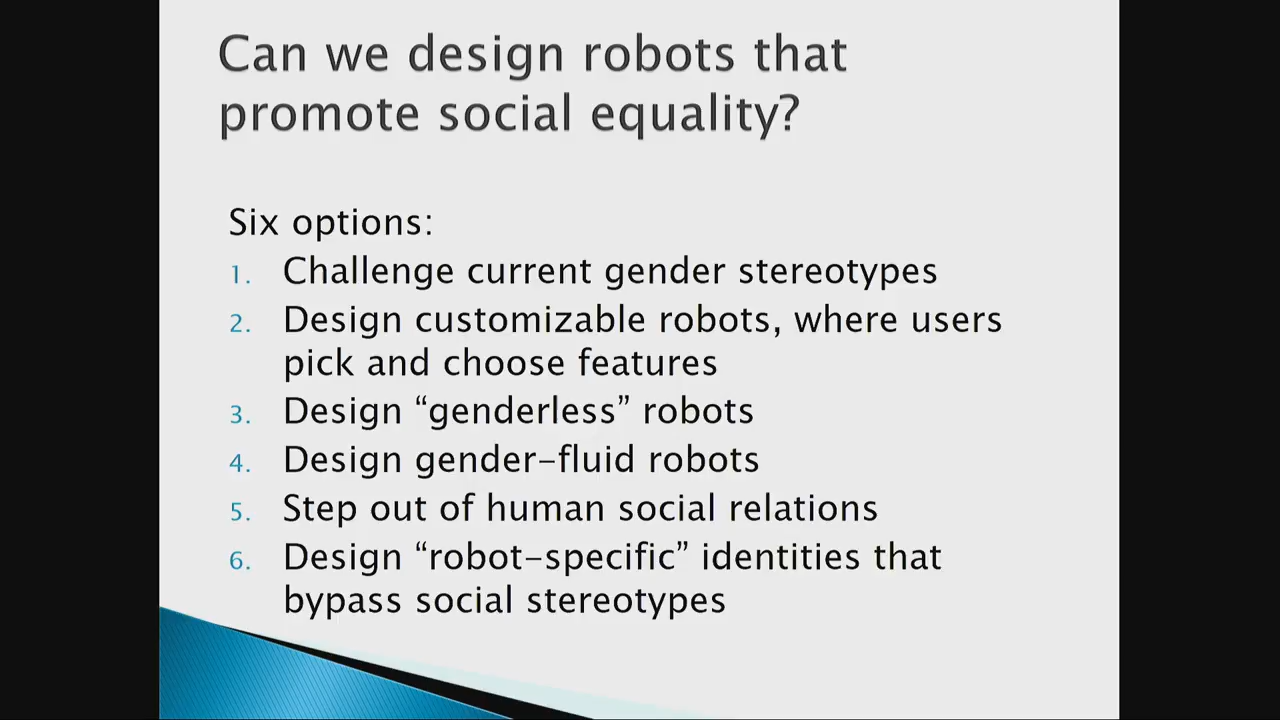 Can we design robots that
promote social equality?
Six options:
1. Challenge current gender stereotypes
2. Design customizable robots, where users
pick and choose features
3. Design “genderless” robots
4. Design gender-fluid robots
5. Step out of human social relations
6. Design “robot-specific” identities that
bypass social stereotypes